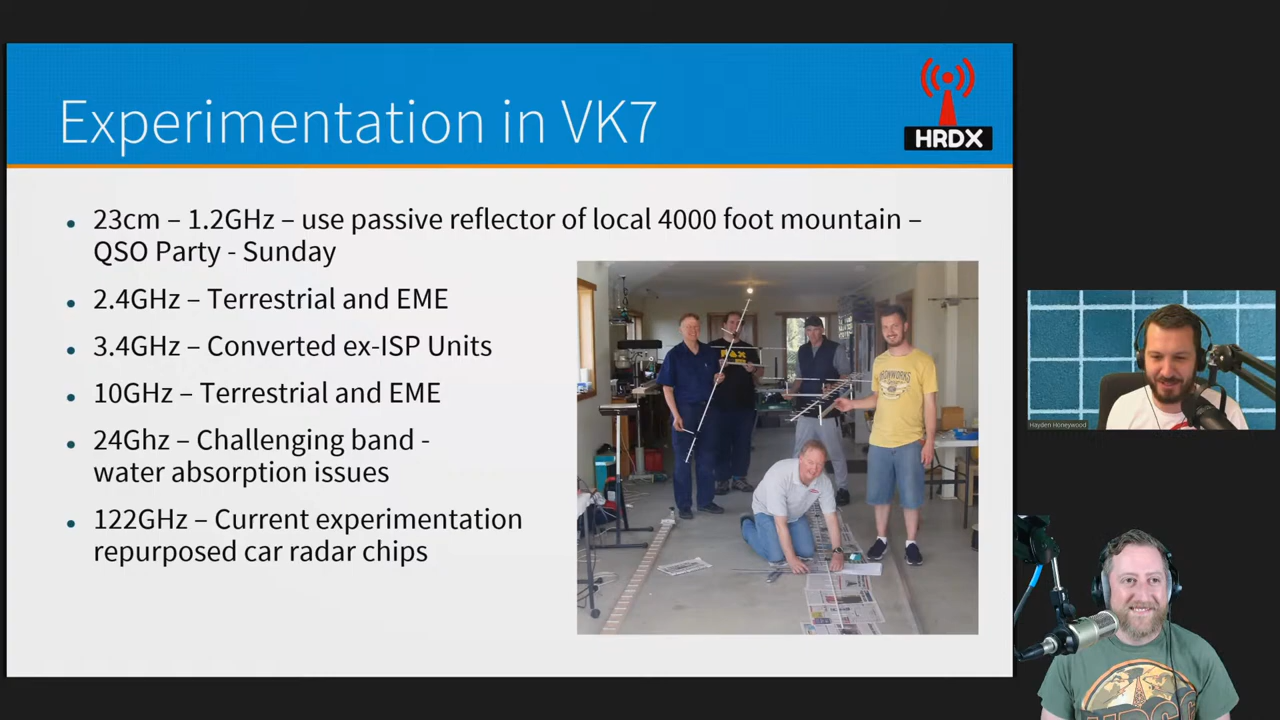 Experimentation in VK7
HRDX
23cm – 1.2GHz – use passive reflector of local 4000 foot mountain –
QSO Party - Sunday
2.4GHz – Terrestrial and EME
3.4GHz – Converted ex-ISP Units
10GHz – Terrestrial and EME
24Ghz – Challenging band -
water absorption issues
122GHz – Current experimentation
repurposed car radar chips
Hayden Honeywood